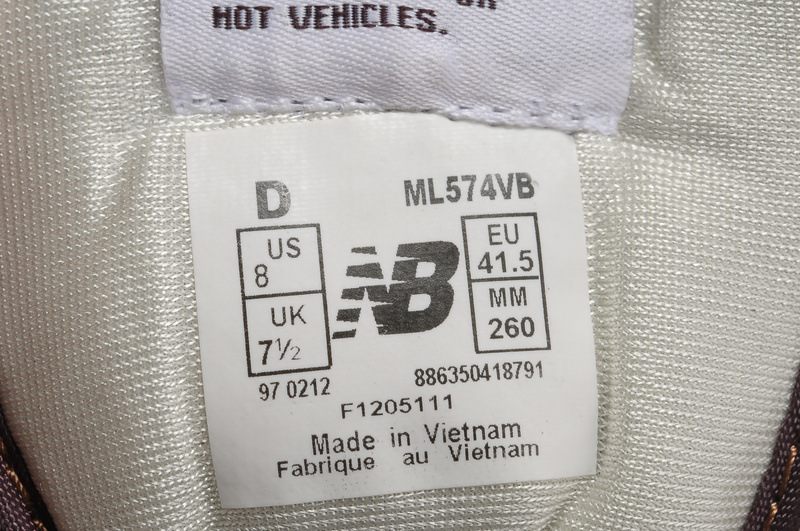 HOT VEHICLES.
D ML574VB
US 8
UK 7½
NB
EU 41.5
MM 260
97 0212 886350418791
F1205111
Made in Vietnam
Fabrique au Vietnam